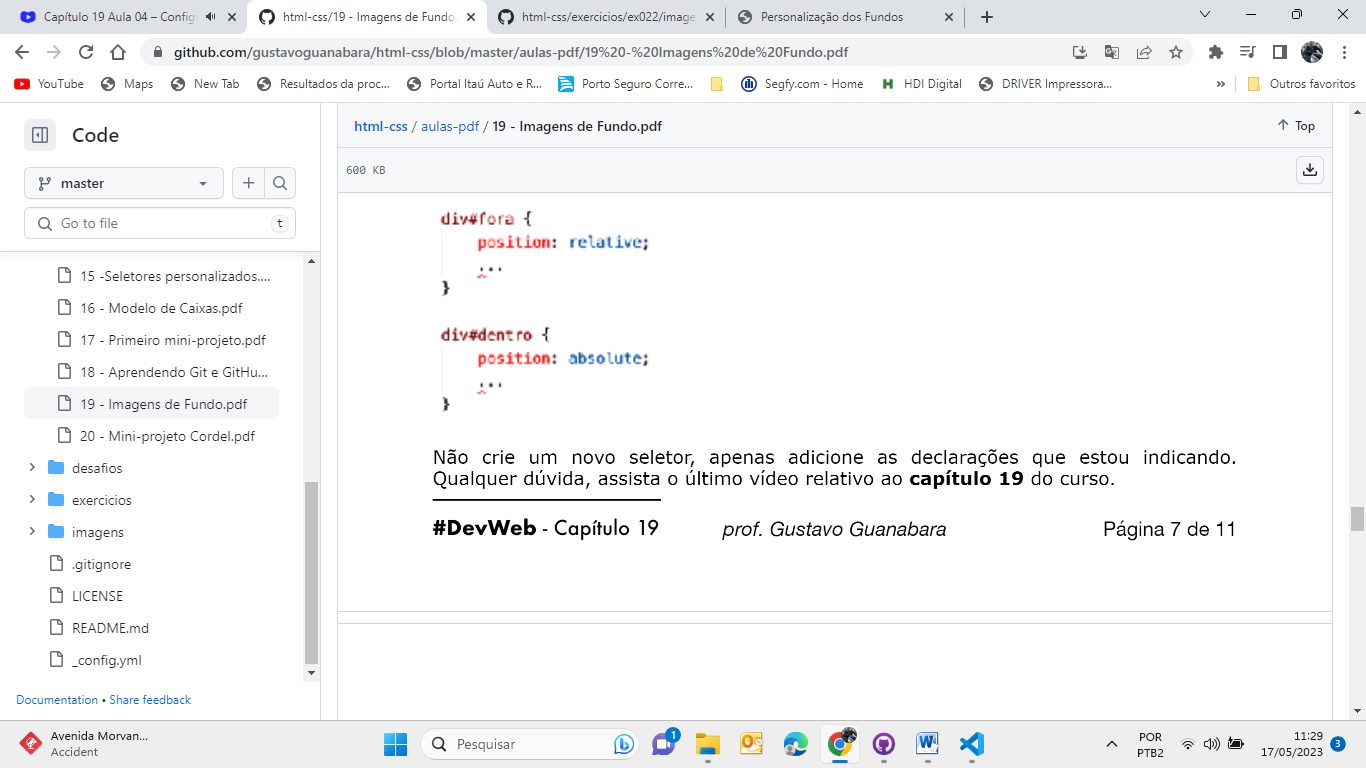 Capítulo 19 Aula 04 – Config
html-css/19 - Imagens de Fundo.
html-css/exercicios/ex022/image
Personalização dos Fundos
github.com/gustavoguanabara/html-css/blob/master/aulas-pdf/19%20-%20Imagens%20de%20Fundo.pdf
YouTube
Maps
New Tab
Resultados da proc...
Portal Itaú Auto e R...
Porto Seguro Corre...
Segfy.com - Home
HDI Digital
DRIVER Impressora...
»
Outros favoritos
Code
master
Go to file
t
15 -Seletores personalizados....
16 - Modelo de Caixas.pdf
17 - Primeiro mini-projeto.pdf
18 - Aprendendo Git e GitHu...
19 - Imagens de Fundo.pdf
20 - Mini-projeto Cordel.pdf
desafios
exercicios
imagens
.gitignore
LICENSE
README.md
_config.yml
Documentation • Share feedback
html-css / aulas-pdf / 19 - Imagens de Fundo.pdf
Top
600 KB
div#fora {
position: relative;
...
}
div#dentro {
position: absolute;
...
}
Não crie um novo seletor, apenas adicione as declarações que estou indicando.
Qualquer dúvida, assista o último vídeo relativo ao capítulo 19 do curso.
#DevWeb - Capítulo 19
prof. Gustavo Guanabara
Página 7 de 11
Avenida Morvan...
Accident
Pesquisar
1
POR
PTB2
11:29
17/05/2023
3